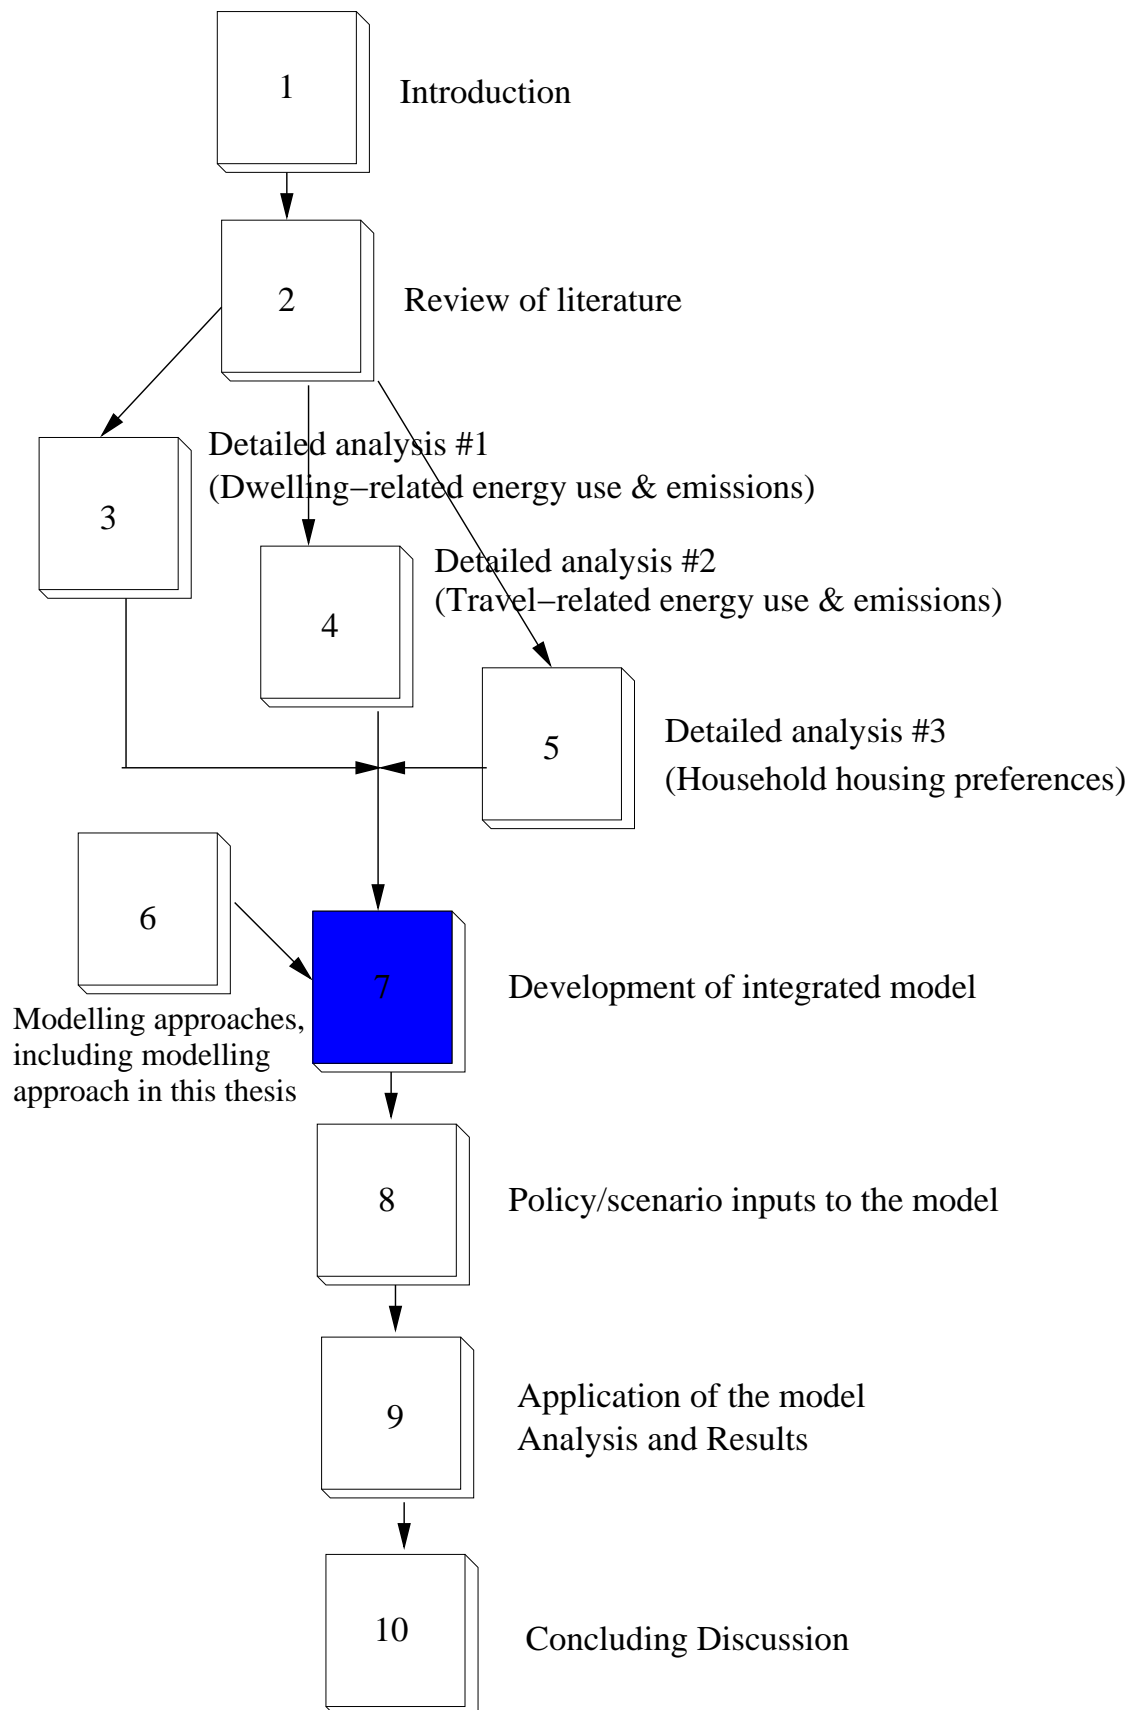 1
Introduction
2
Review of literature
3
Detailed analysis #1
(Dwelling−related energy use & emissions)
4
Detailed analysis #2
(Travel−related energy use & emissions)
5
Detailed analysis #3
(Household housing preferences)
6
Modelling approaches,
including modelling
approach in this thesis
7
Development of integrated model
8
Policy/scenario inputs to the model
9
Application of the model
Analysis and Results
10
Concluding Discussion